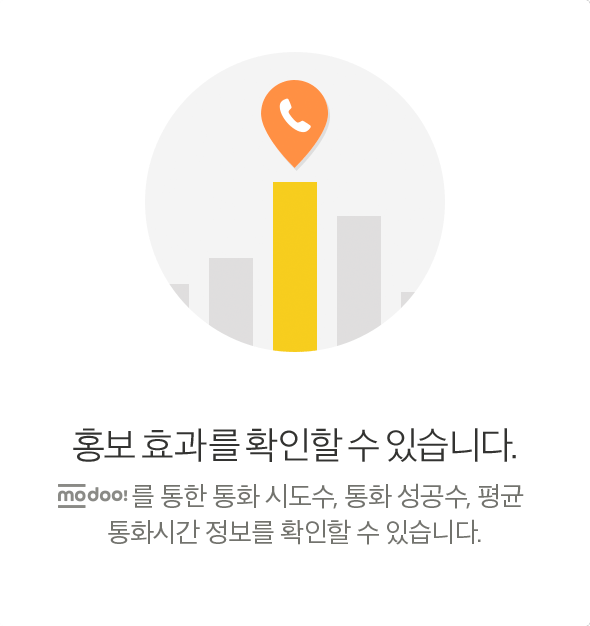 홍보 효과를 확인할 수 있습니다.
modoo!를 통한 통화 시도수, 통화 성공수, 평균
통화시간 정보를 확인할 수 있습니다.